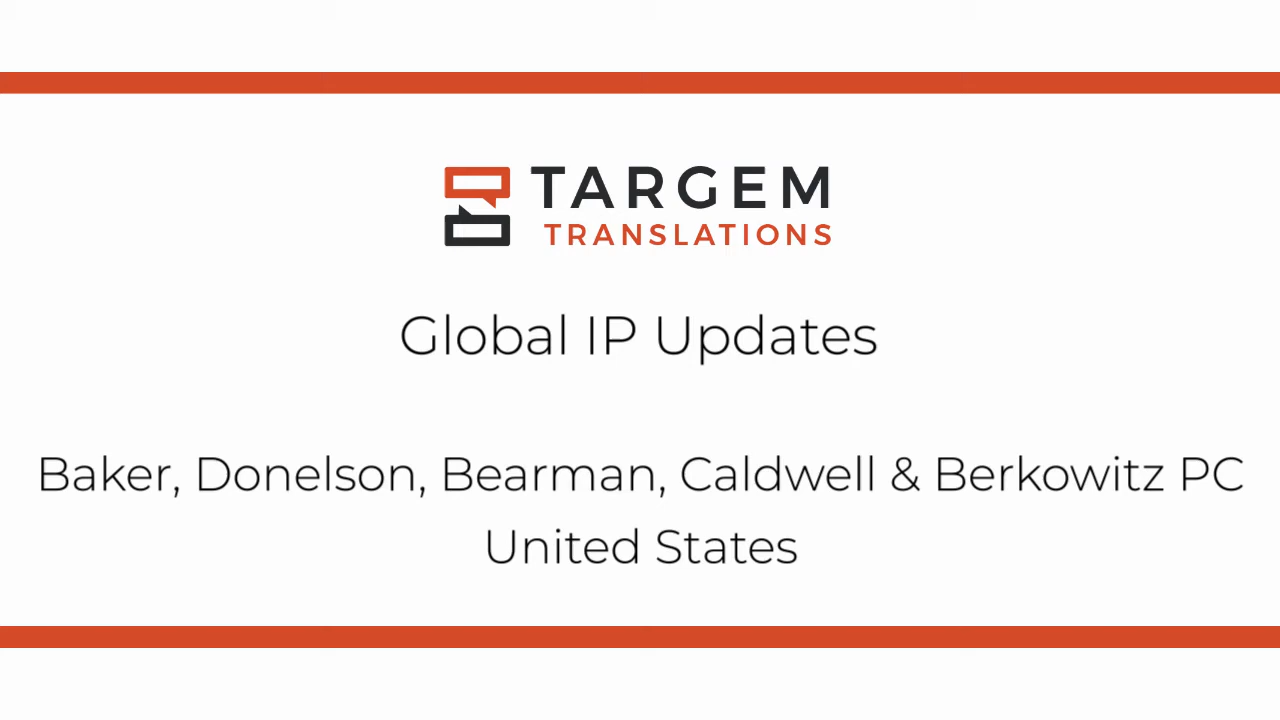 TARGEM
TRANSLATIONS
Global IP Updates
Baker, Donelson, Bearman, Caldwell & Berkowitz PC
United States